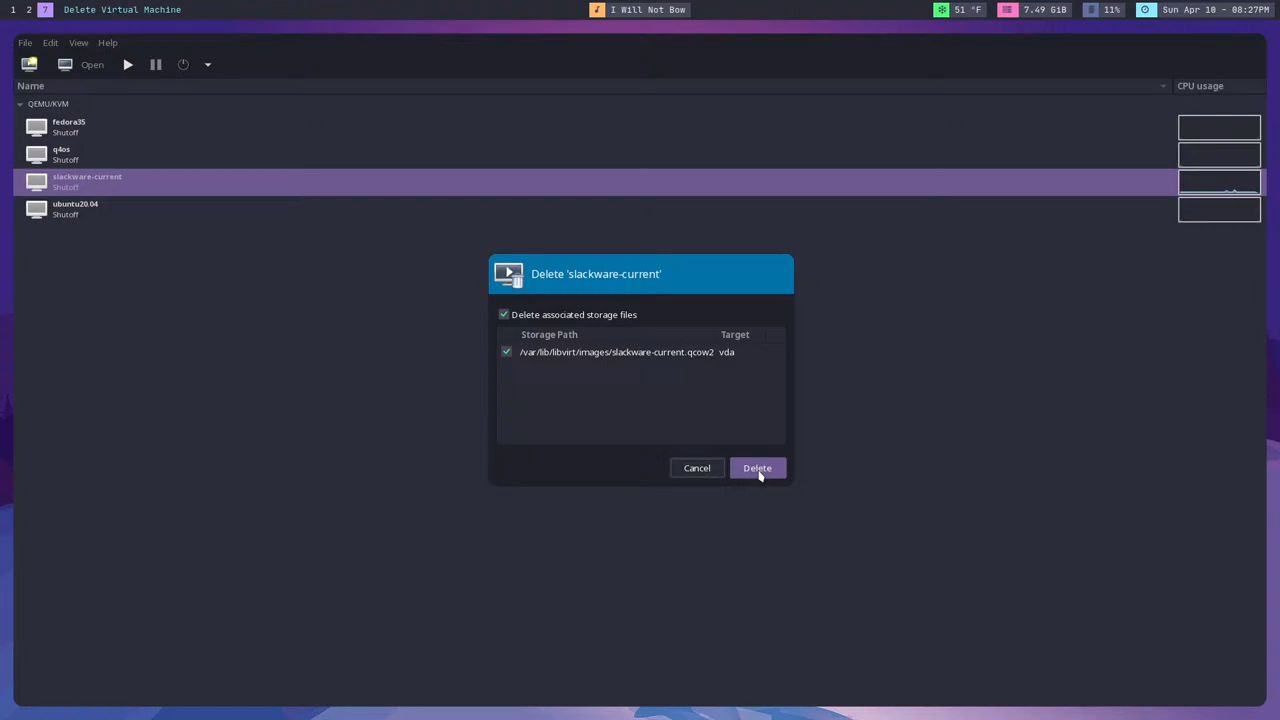 1 2 7 Delete Virtual Machine I Will Not Bow 51 °F 7.49 GiB 11% Sun Apr 10 - 08:27PM
File Edit View Help
Open
Name CPU usage
QEMU/KVM
fedora35
Shutoff
q4os
Shutoff
slackware-current
Shutoff
ubuntu20.04
Shutoff
Delete 'slackware-current'
Delete associated storage files
Storage Path Target
/var/lib/libvirt/images/slackware-current.qcow2 vda
Cancel Delete